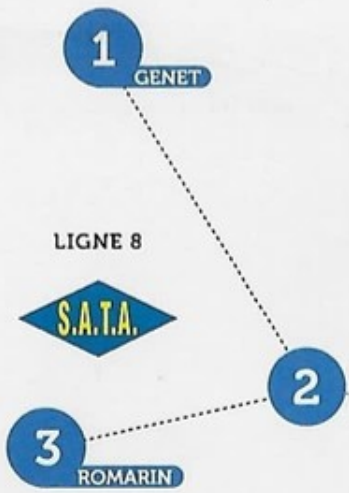 1
GENET
LIGNE 8
S.A.T.A.
2
3
ROMARIN